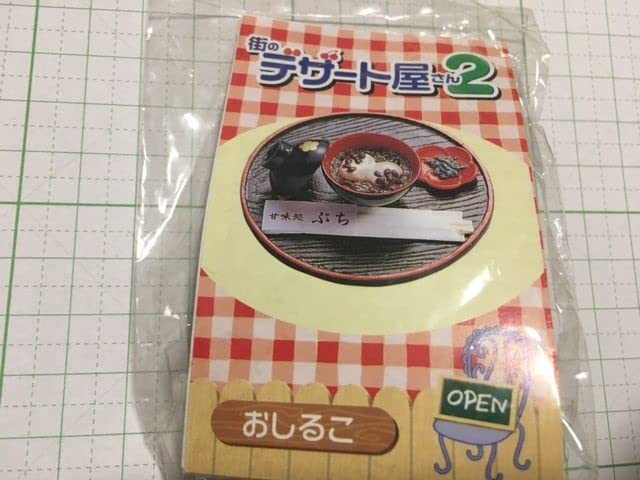 街の
デザート屋さん2
甘味処 ぷち
OPEN
おしるこ